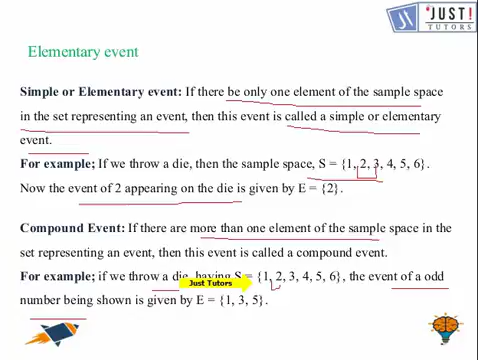 JUST!
TUTORS
Elementary event
Simple or Elementary event: If there be only one element of the sample space
in the set representing an event, then this event is called a simple or elementary
event.
For example; If we throw a die, then the sample space, S = {1, 2, 3, 4, 5, 6}.
Now the event of 2 appearing on the die is given by E = {2}.
Compound Event: If there are more than one element of the sample space in the
set representing an event, then this event is called a compound event.
For example; if we throw a die, having S = {1, 2, 3, 4, 5, 6}, the event of a odd
Just Tutors
number being shown is given by E = {1, 3, 5}.